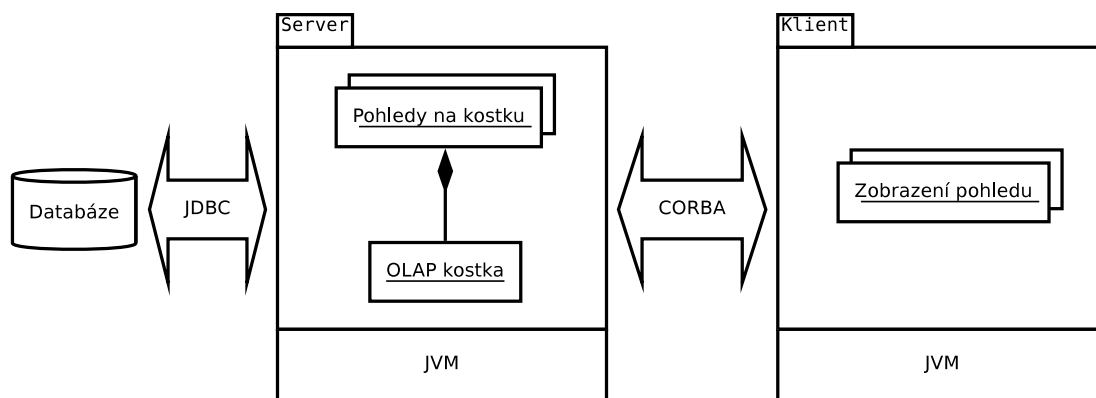 Server
Klient
Pohledy na kostku
Databáze
JDBC
CORBA
Zobrazení pohledu
OLAP kostka
JVM
JVM